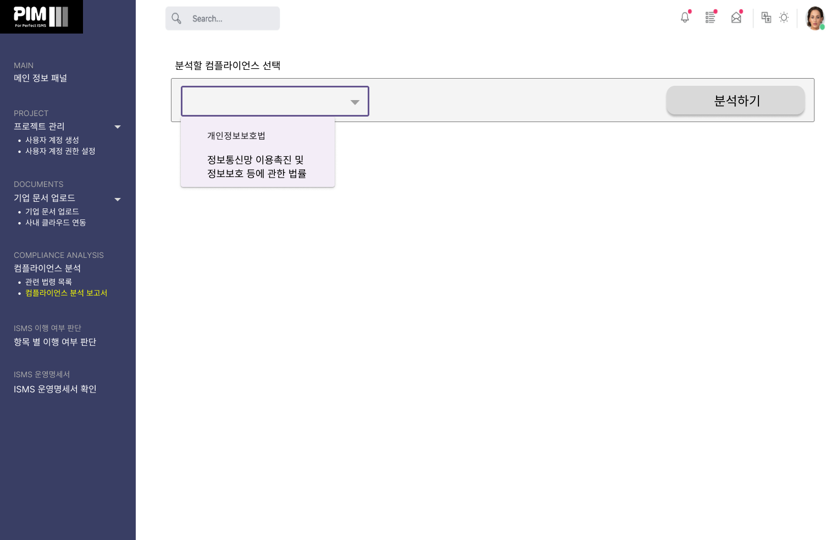 PIM
For Perfect ISMS
Search...
MAIN
메인 정보 패널
PROJECT
프로젝트 관리
• 사용자 계정 생성
• 사용자 계정 권한 설정
DOCUMENTS
기업 문서 업로드
• 기업 문서 업로드
• 사내 클라우드 연동
COMPLIANCE ANALYSIS
컴플라이언스 분석
• 관련 법령 목록
• 컴플라이언스 분석 보고서
ISMS 이행 여부 판단
항목 별 이행 여부 판단
ISMS 운영명세서
ISMS 운영명세서 확인
분석할 컴플라이언스 선택
분석하기
개인정보보호법
정보통신망 이용촉진 및
정보보호 등에 관한 법률